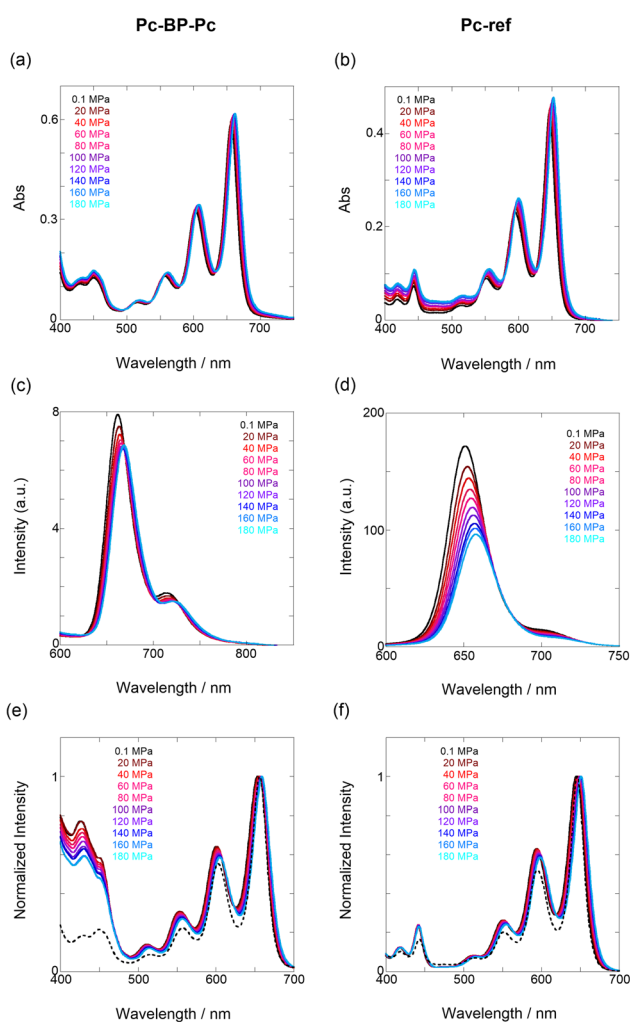 Pc-BP-Pc
Pc-ref
(a)
0.1 MPa
20 MPa
40 MPa
60 MPa
80 MPa
100 MPa
120 MPa
140 MPa
160 MPa
180 MPa
0.6
0.3
0
Abs
400
500
600
700
Wavelength / nm
(b)
0.1 MPa
20 MPa
40 MPa
60 MPa
80 MPa
100 MPa
120 MPa
140 MPa
160 MPa
180 MPa
0.4
0.2
0
Abs
400
500
600
700
Wavelength / nm
(c)
0.1 MPa
20 MPa
40 MPa
60 MPa
80 MPa
100 MPa
120 MPa
140 MPa
160 MPa
180 MPa
8
4
0
Intensity (a.u.)
600
700
800
Wavelength / nm
(d)
0.1 MPa
20 MPa
40 MPa
60 MPa
80 MPa
100 MPa
120 MPa
140 MPa
160 MPa
180 MPa
200
100
0
Intensity (a.u.)
600
650
700
750
Wavelength / nm
(e)
0.1 MPa
20 MPa
40 MPa
60 MPa
80 MPa
100 MPa
120 MPa
140 MPa
160 MPa
180 MPa
1
0
Normalized Intensity
400
500
600
700
Wavelength / nm
(f)
0.1 MPa
20 MPa
40 MPa
60 MPa
80 MPa
100 MPa
120 MPa
140 MPa
160 MPa
180 MPa
1
0
Normalized Intensity
400
500
600
700
Wavelength / nm